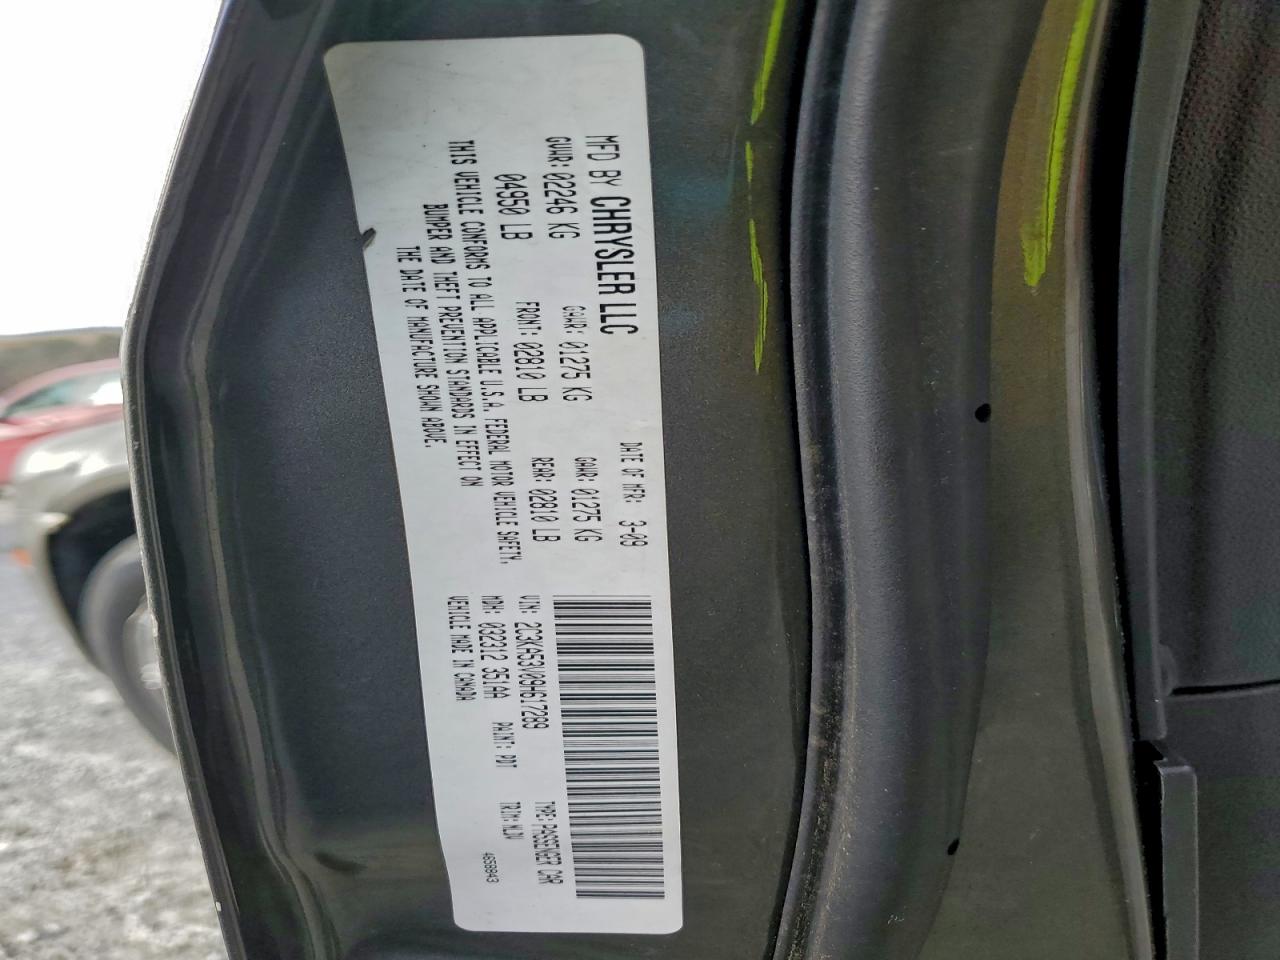 MFD BY CHRYSLER LLC
DATE OF MFR: 3-09
GVWR: 02246 KG
GAWR: 01275 KG
GAWR: 01275 KG
04950 LB
FRONT: 02810 LB
REAR: 02810 LB
THIS VEHICLE CONFORMS TO ALL APPLICABLE U.S.A. FEDERAL MOTOR VEHICLE SAFETY,
BUMPER AND THEFT PREVENTION STANDARDS IN EFFECT ON
THE DATE OF MANUFACTURE SHOWN ABOVE.
VIN: 2C3KA53V09H617289
TYPE: PASSENGER CAR
MDH: 032312 351AA
PAINT: PDT
TRIM:
VEHICLE MADE IN CANADA
4658943